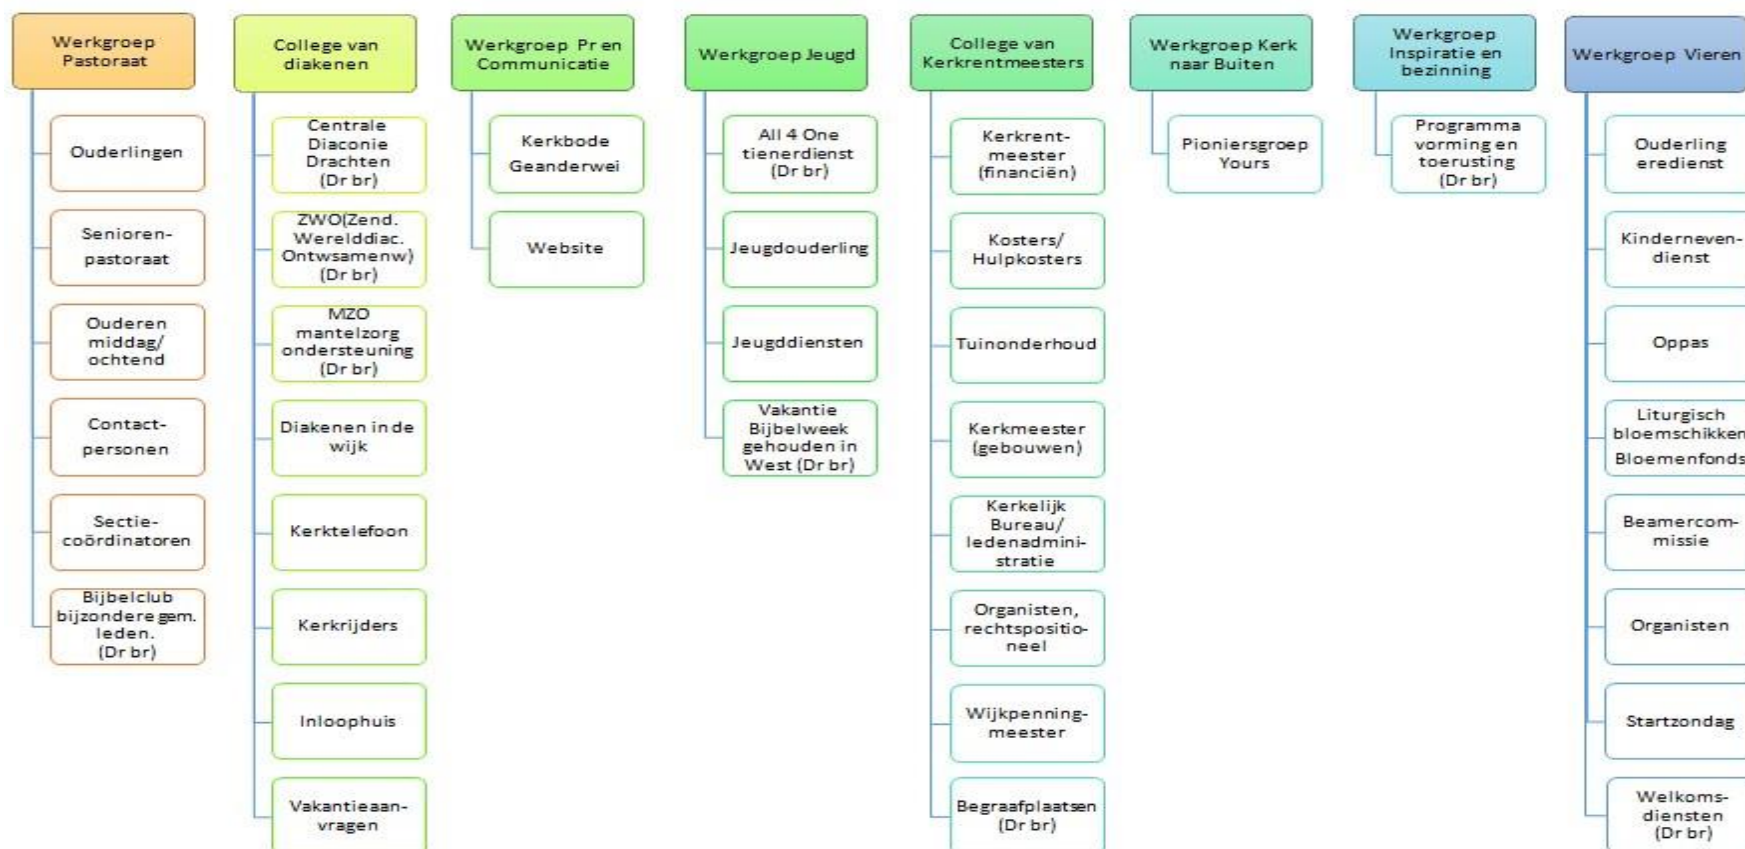 Werkgroep
Pastoraat
Ouderlingen
Senioren-
pastoraat
Ouderen
middag/
ochtend
Contact-
personen
Sectie-
coördinatoren
Bijbelclub
bijzondere gem.
leden.
(Dr br)
College van
diakenen
Centrale
Diaconie
Drachten
(Dr br)
ZWO(Zend.
Werelddiac.
Ontwsamenw)
(Dr br)
MZO
mantelzorg
ondersteuning
(Dr br)
Diakenen in de
wijk
Kerktelefoon
Kerkrijders
Inloophuis
Vakantieaan-
vragen
Werkgroep Pr en
Communicatie
Kerkbode
Geanderwei
Website
Werkgroep Jeugd
All 4 One
tienerdienst
(Dr br)
Jeugdouderling
Jeugddiensten
Vakantie
Bijbelweek
gehouden in
West (Dr br)
College van
Kerkrentmeesters
Kerkrent-
meester
(financiën)
Kosters/
Hulpkosters
Tuinonderhoud
Kerkmeester
(gebouwen)
Kerkelijk
Bureau/
ledenadmini-
stratie
Organisten,
rechtspositio-
neel
Wijkpenning-
meester
Begraafplaatsen
(Dr br)
Werkgroep Kerk
naar Buiten
Pioniersgroep
Yours
Werkgroep
Inspiratie en
bezinning
Programma
vorming en
toerusting
(Dr br)
Werkgroep Vieren
Ouderling
eredienst
Kinderneven-
dienst
Oppas
Liturgisch
bloemschikken
Bloemenfonds
Beamercom-
missie
Organisten
Startzondag
Welkoms-
diensten
(Dr br)